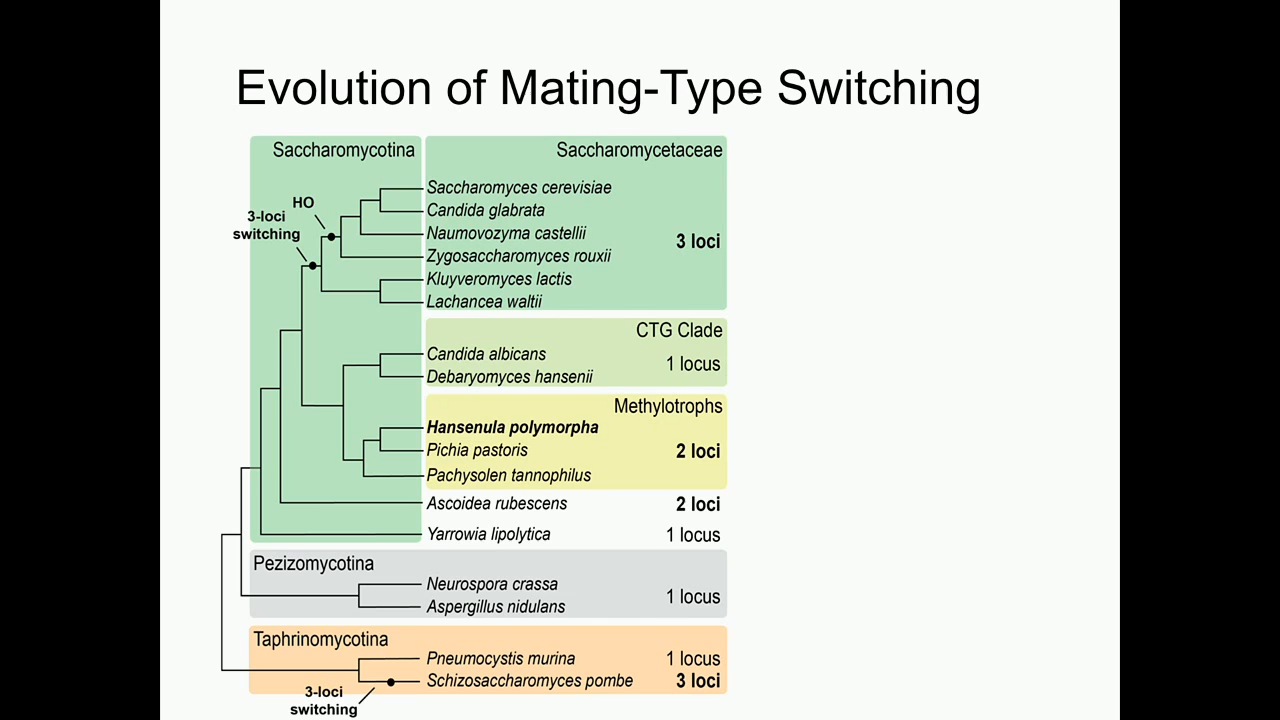 Evolution of Mating-Type Switching
Saccharomycotina
Saccharomycetaceae
Saccharomyces cerevisiae
HO
Candida glabrata
3-loci
switching
Naumovozyma castellii
3 loci
Zygosaccharomyces rouxii
Kluyveromyces lactis
Lachancea waltii
CTG Clade
Candida albicans
1 locus
Debaryomyces hansenii
Methylotrophs
Hansenula polymorpha
Pichia pastoris
2 loci
Pachysolen tannophilus
Ascoidea rubescens
2 loci
Yarrowia lipolytica
1 locus
Pezizomycotina
Neurospora crassa
1 locus
Aspergillus nidulans
Taphrinomycotina
Pneumocystis murina
1 locus
Schizosaccharomyces pombe
3 loci
3-loci
switching